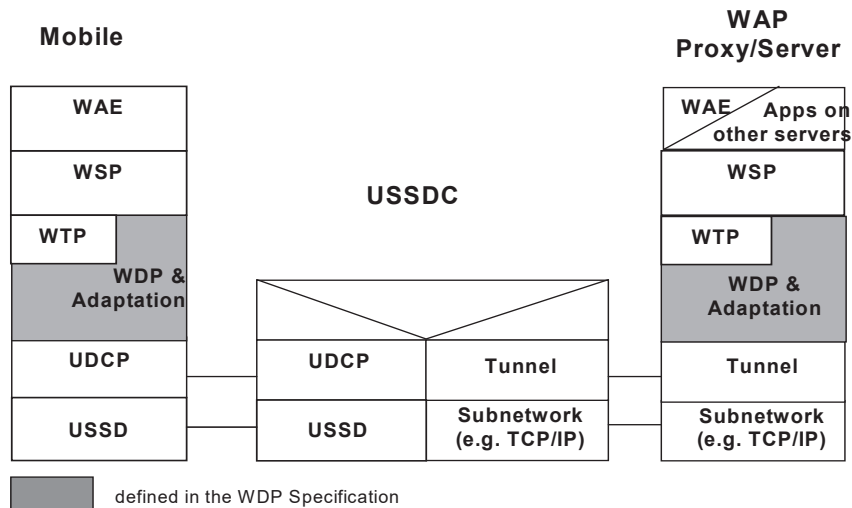 Mobile
WAP
Proxy/Server
WAE
WSP
WTP
WDP &
Adaptation
UDCP
USSD
USSDC
UDCP
Tunnel
USSD
Subnetwork
(e.g. TCP/IP)
WAE
Apps on
other servers
WSP
WTP
WDP &
Adaptation
Tunnel
Subnetwork
(e.g. TCP/IP)
defined in the WDP Specification